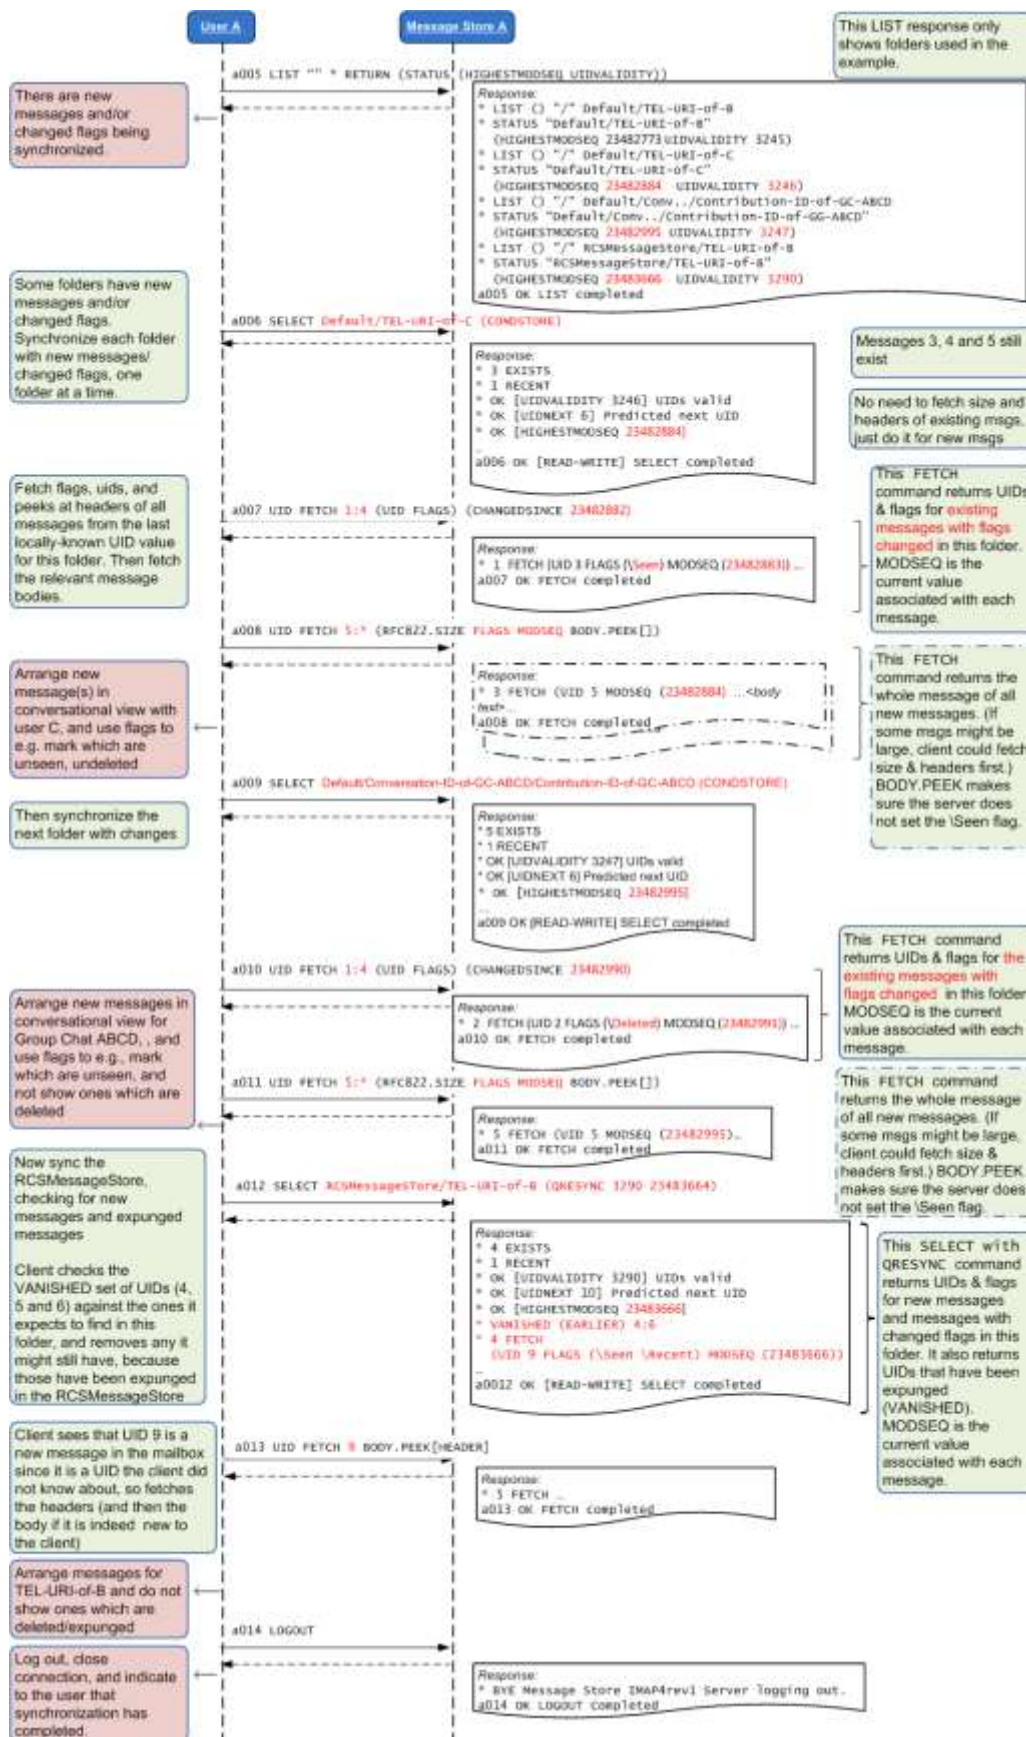 User A
Message Store A
This LIST response only
shows folders used in the
example.
a005 LIST "" * RETURN (STATUS (HIGHESTMODSEQ UIDVALIDITY))
There are new
messages and/or
changed flags being
synchronized.
Response:
* LIST () "/" Default/TEL-URI-of-B
* STATUS "Default/TEL-URI-of-B"
(HIGHESTMODSEQ 23482773 UIDVALIDITY 3245)
* LIST () "/" Default/TEL-URI-of-C
* STATUS "Default/TEL-URI-of-C"
(HIGHESTMODSEQ 23482884 UIDVALIDITY 3246)
* LIST () "/" Default/Conv../Contribution-ID-of-GC-ABCD
* STATUS "Default/Conv../Contribution-ID-of-GG-ABCD"
(HIGHESTMODSEQ 23482995 UIDVALIDITY 3247)
* LIST () "/" RCSMessageStore/TEL-URI-of-B
* STATUS "RCSMessageStore/TEL-URI-of-B"
(HIGHESTMODSEQ 23483666 UIDVALIDITY 3290)
a005 OK LIST completed
Some folders have new
messages and/or
changed flags.
Synchronize each folder
with new messages/
changed flags, one
folder at a time.
a006 SELECT Default/TEL-URI-of-C (CONDSTORE)
Messages 3, 4 and 5 still
exist
Response:
* 3 EXISTS
* 1 RECENT
* OK [UIDVALIDITY 3246] UIDs valid
* OK [UIDNEXT 6] Predicted next UID
* OK [HIGHESTMODSEQ 23482884]
...
a006 OK [READ-WRITE] SELECT completed
No need to fetch size and
headers of existing msgs,
just do it for new msgs
Fetch flags, uids, and
peeks at headers of all
messages from the last
locally-known UID value
for this folder. Then fetch
the relevant message
bodies.
a007 UID FETCH 1:4 (UID FLAGS) (CHANGEDSINCE 23482882)
Response:
* 1 FETCH (UID 3 FLAGS (\Seen) MODSEQ (23482883)) ...
a007 OK FETCH completed
This FETCH
command returns UIDs
& flags for existing
messages with flags
changed in this folder.
MODSEQ is the
current value
associated with each
message.
a008 UID FETCH 5:* (RFC822.SIZE FLAGS MODSEQ BODY.PEEK[])
Arrange new
message(s) in
conversational view with
user C, and use flags to
e.g. mark which are
unseen, undeleted
Response:
* 3 FETCH (UID 5 MODSEQ (23482884) ...<body
text>...
a008 OK FETCH completed
This FETCH
command returns the
whole message of all
new messages. (If
some msgs might be
large, client could fetch
size & headers first.)
BODY.PEEK makes
sure the server does
not set the \Seen flag.
a009 SELECT Default/Conversation-ID-of-GC-ABCD/Contribution-ID-of-GC-ABCD (CONDSTORE)
Then synchronize the
next folder with changes
Response:
* 5 EXISTS
* 1 RECENT
* OK [UIDVALIDITY 3247] UIDs valid
* OK [UIDNEXT 6] Predicted next UID
* OK [HIGHESTMODSEQ 23482995]
...
a009 OK [READ-WRITE] SELECT completed
a010 UID FETCH 1:4 (UID FLAGS) (CHANGEDSINCE 23482990)
This FETCH command
returns UIDs & flags for the
existing messages with
flags changed in this folder
MODSEQ is the current
value associated with each
message.
Arrange new messages in
conversational view for
Group Chat ABCD, , and
use flags to e.g., mark
which are unseen, and
not show ones which are
deleted
Response:
* 2 FETCH (UID 2 FLAGS (\Deleted) MODSEQ (23482991)) ...
a010 OK FETCH completed
a011 UID FETCH 5:* (RFC822.SIZE FLAGS MODSEQ BODY.PEEK[])
Response:
* 5 FETCH (UID 5 MODSEQ (23482995)...
a011 OK FETCH completed
This FETCH command
returns the whole message
of all new messages. (If
some msgs might be large,
client could fetch size &
headers first.) BODY.PEEK
makes sure the server does
not set the \Seen flag.
Now sync the
RCSMessageStore,
checking for new
messages and expunged
messages
Client checks the
VANISHED set of UIDs (4,
5 and 6) against the ones it
expects to find in this
folder, and removes any it
might still have, because
those have been expunged
in the RCSMessageStore
a012 SELECT RCSMessageStore/TEL-URI-of-B (QRESYNC 3290 23483664)
Response:
* 4 EXISTS
* 1 RECENT
* OK [UIDVALIDITY 3290] UIDs valid
* OK [UIDNEXT 10] Predicted next UID
* OK [HIGHESTMODSEQ 23483666]
* VANISHED (EARLIER) 4:6
* 4 FETCH
(UID 9 FLAGS (\Seen \Recent) MODSEQ (23483666))
...
a0012 OK [READ-WRITE] SELECT completed
This SELECT with
QRESYNC command
returns UIDs & flags
for new messages
and messages with
changed flags in this
folder. It also returns
UIDs that have been
expunged
(VANISHED).
MODSEQ is the
current value
associated with each
message.
Client sees that UID 9 is a
new message in the mailbox
since it is a UID the client did
not know about, so fetches
the headers (and then the
body if it is indeed new to
the client)
a013 UID FETCH 9 BODY.PEEK[HEADER]
Response:
* 5 FETCH ...
a013 OK FETCH completed
Arrange messages for
TEL-URI-of-B and do not
show ones which are
deleted/expunged
a014 LOGOUT
Log out, close
connection, and indicate
to the user that
synchronization has
completed.
Response:
* BYE Message Store IMAP4rev1 Server logging out.
a014 OK LOGOUT Completed